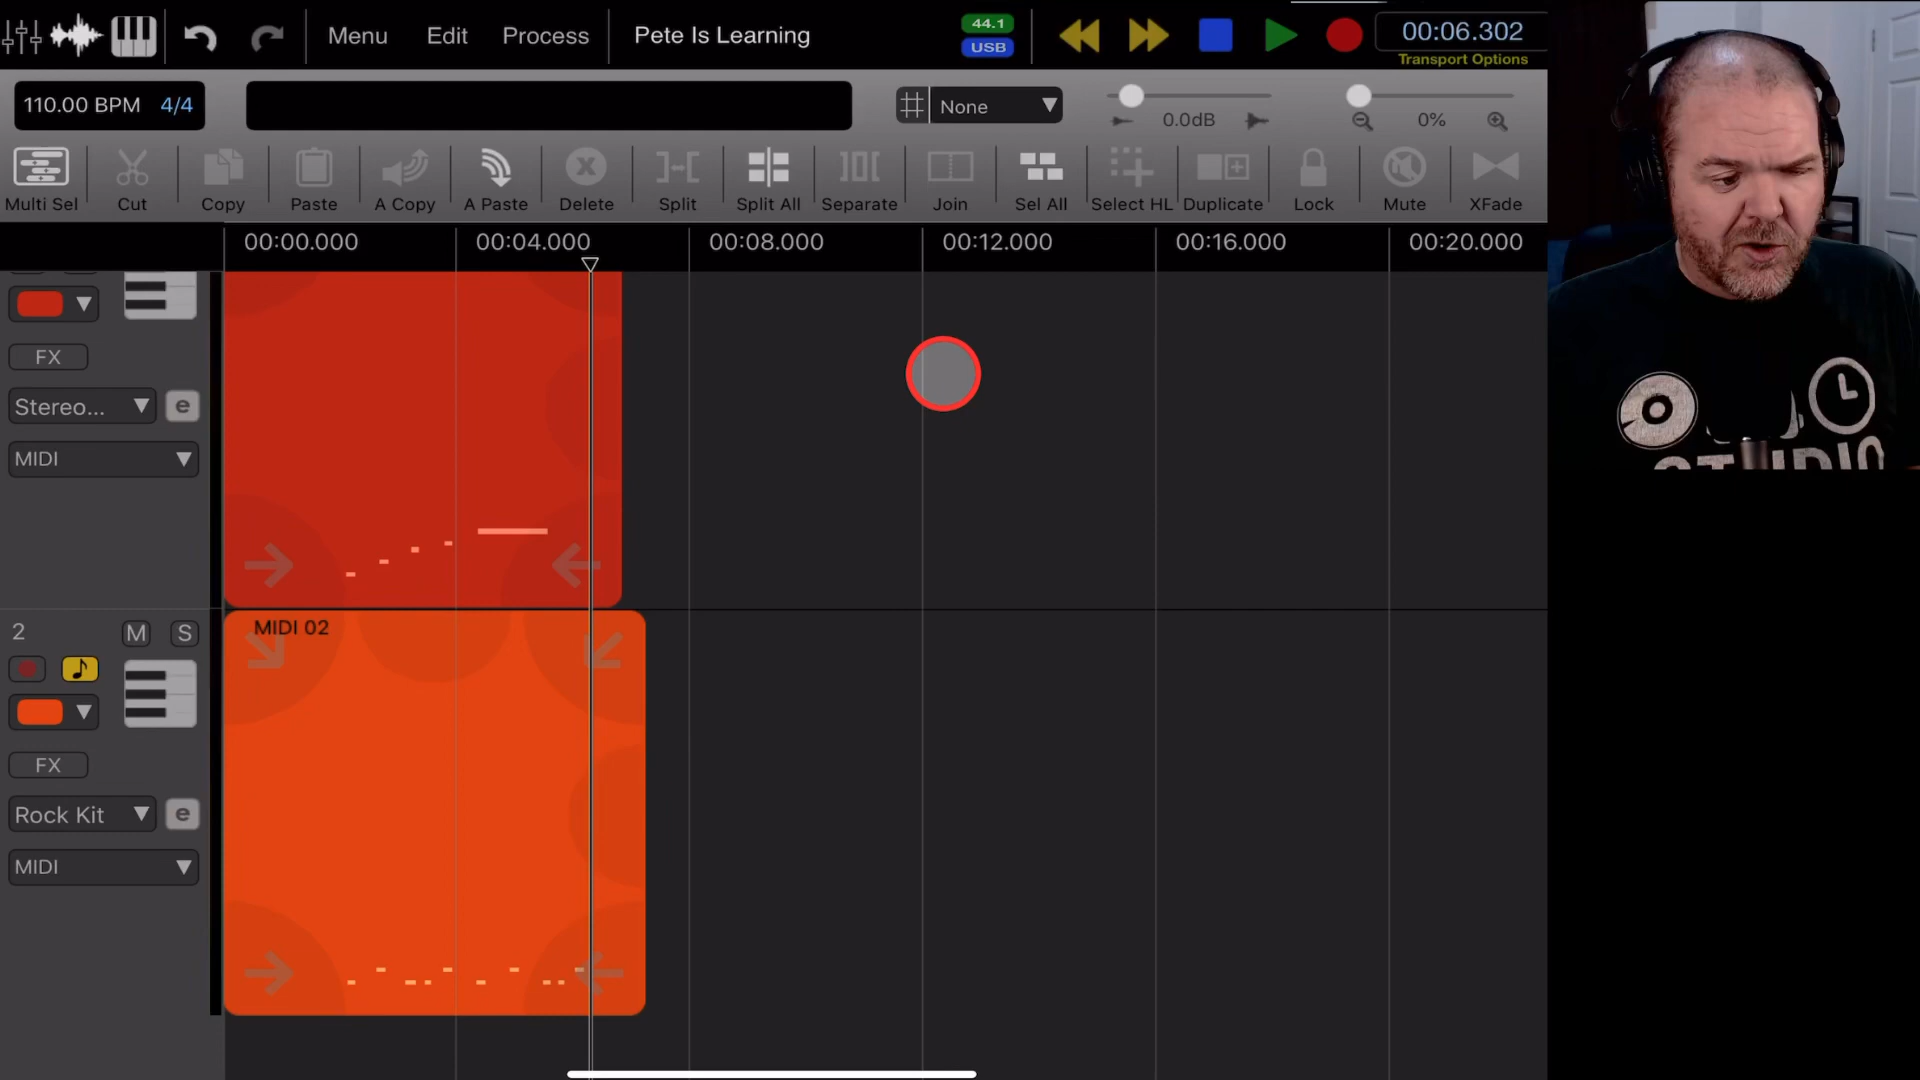 Menu Edit Process Pete Is Learning 44.1 USB 00:06.302
Transport Options
110.00 BPM 4/4 None 0.0dB 0%
Multi Sel Cut Copy Paste A Copy A Paste Delete Split Split All Separate Join Sel All Select HL Duplicate Lock Mute XFade
00:00.000 00:04.000 00:08.000 00:12.000 00:16.000 00:20.000
FX
Stereo... e
MIDI
2 M S MIDI 02
FX
Rock Kit e
MIDI